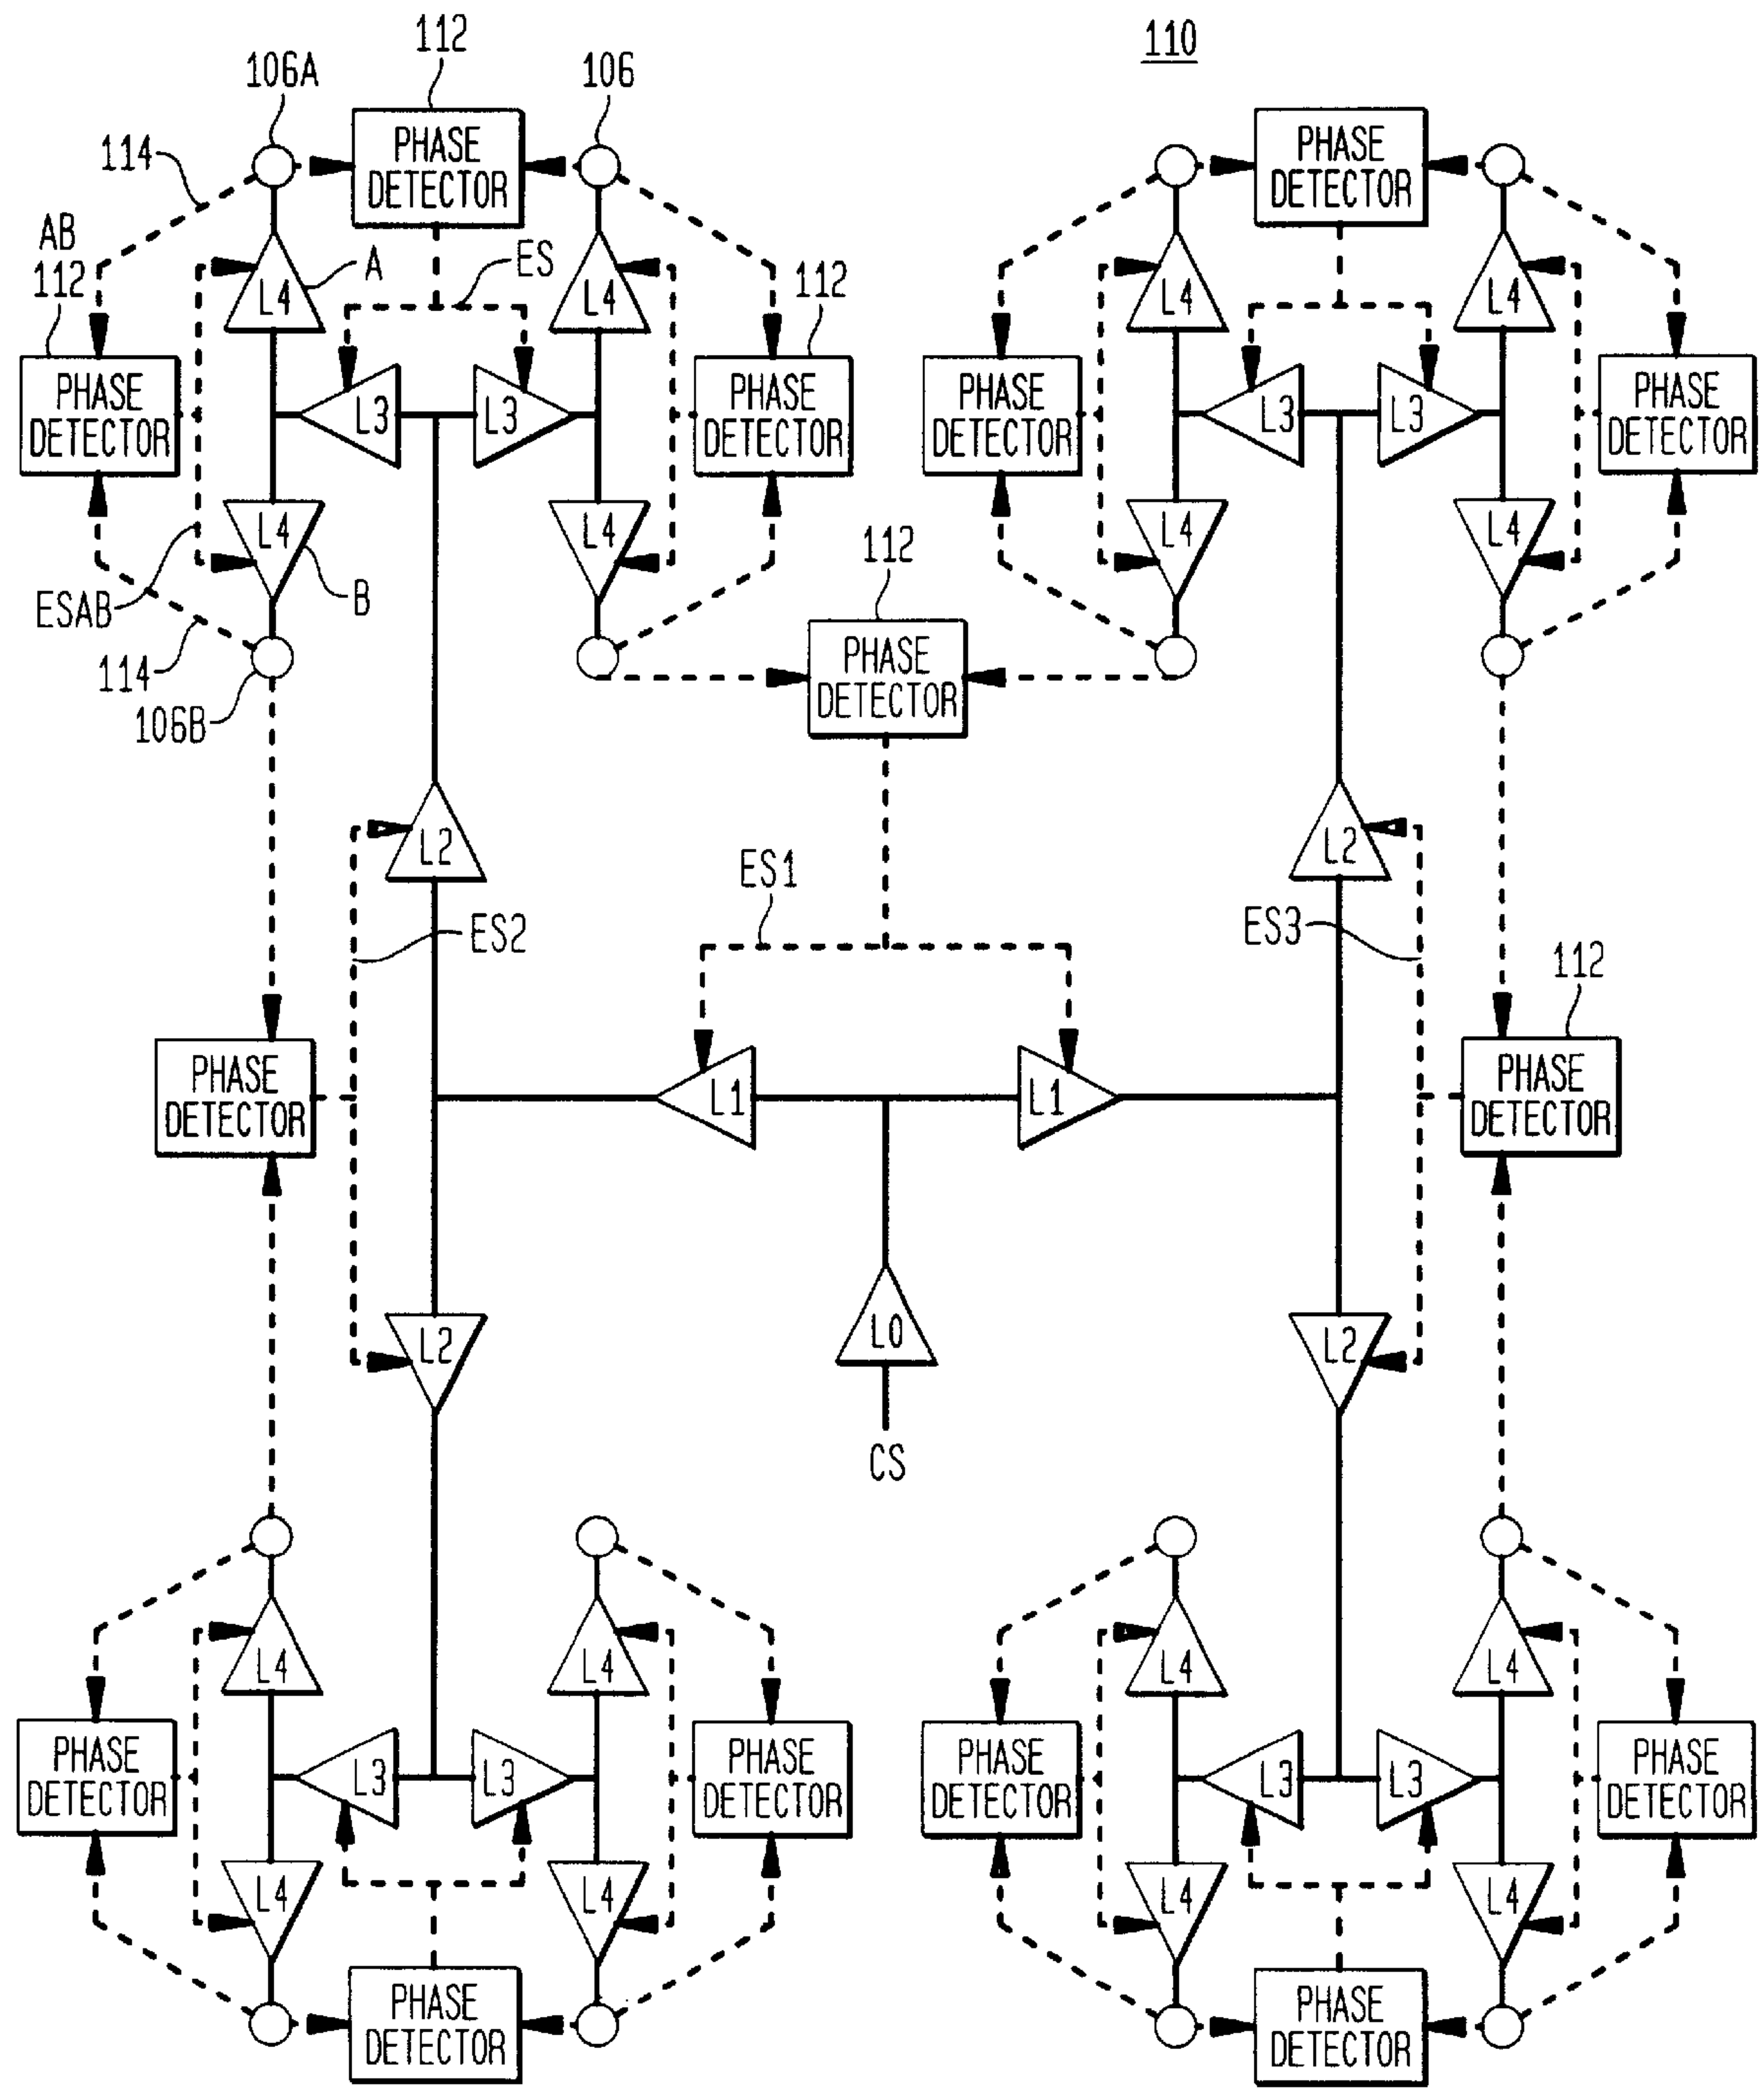 110
112
106A
106
114
PHASE
DETECTOR
PHASE
DETECTOR
AB
112
A
ES
112
L4
L4
L4
L4
PHASE
DETECTOR
L3
L3
PHASE
DETECTOR
PHASE
DETECTOR
L3
L3
PHASE
DETECTOR
L4
L4
L4
L4
ESAB
B
112
114
106B
PHASE
DETECTOR
L2
L2
ES1
ES2
ES3
112
PHASE
DETECTOR
L1
L1
PHASE
DETECTOR
L2
L0
L2
CS
L4
L4
L4
L4
PHASE
DETECTOR
L3
L3
PHASE
DETECTOR
PHASE
DETECTOR
L3
L3
PHASE
DETECTOR
L4
L4
L4
L4
PHASE
DETECTOR
PHASE
DETECTOR